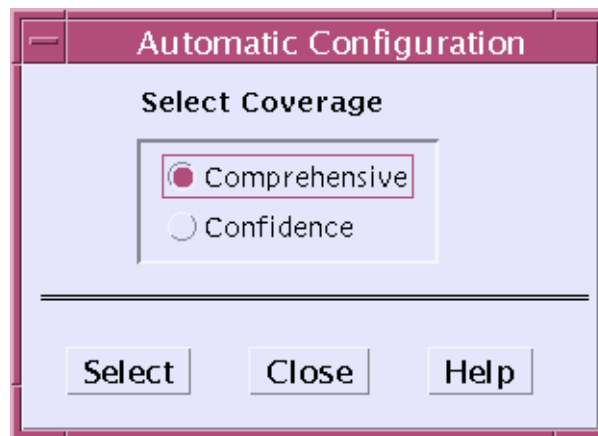 Automatic Configuration
Select Coverage
Comprehensive
Confidence
Select Close Help